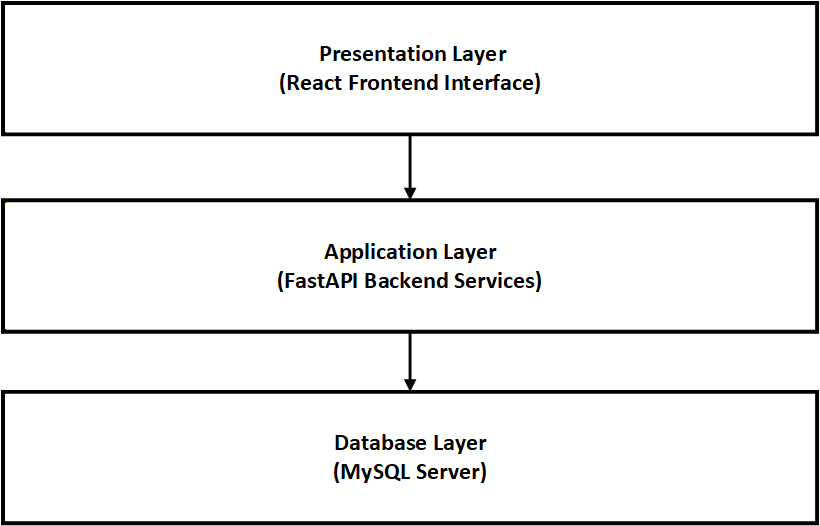 Presentation Layer
(React Frontend Interface)
Application Layer
(FastAPI Backend Services)
Database Layer
(MySQL Server)